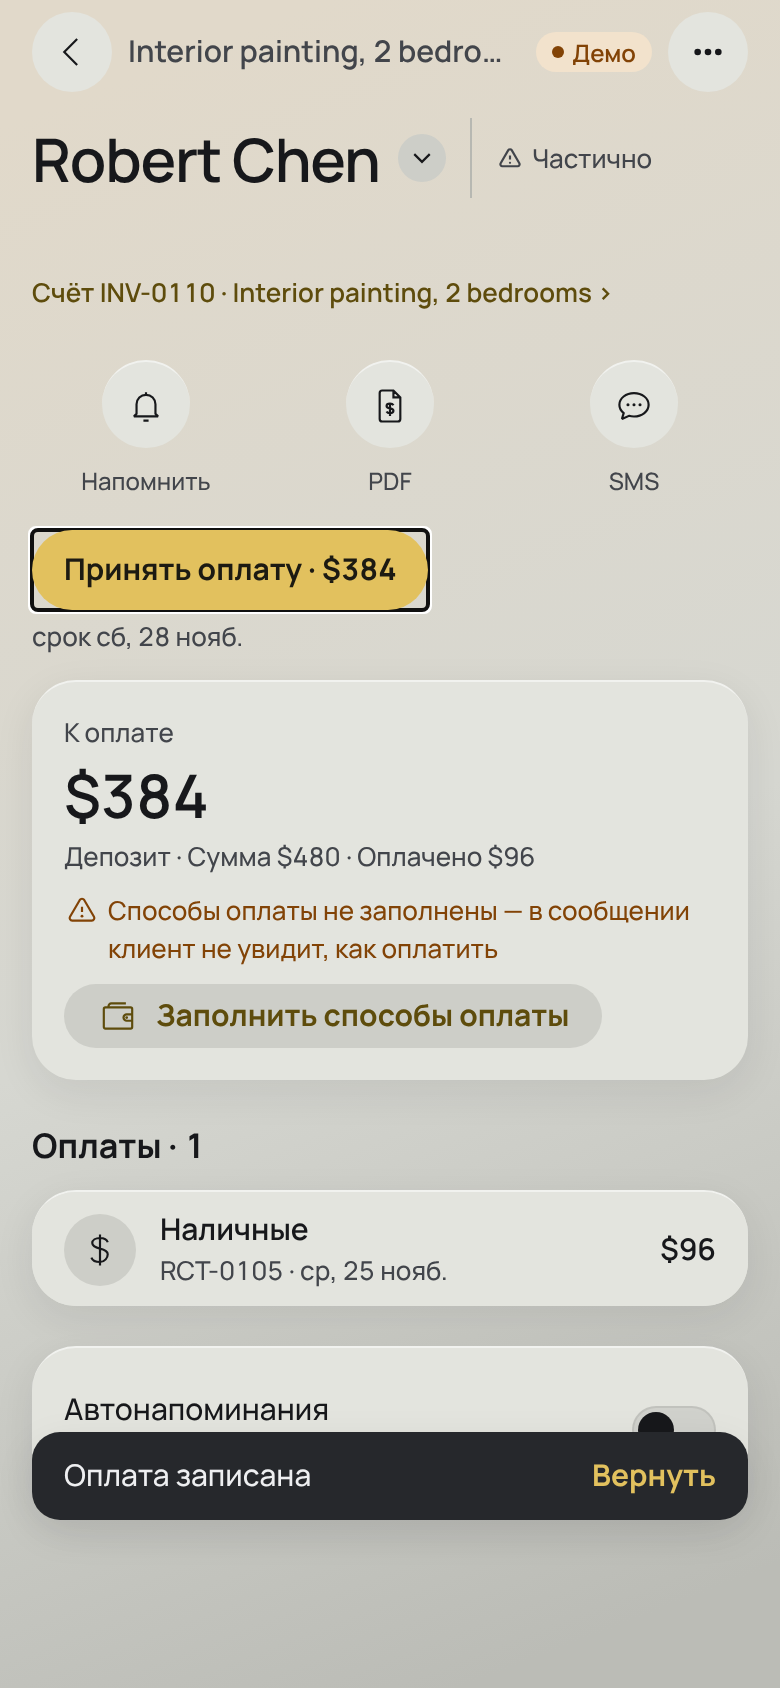 Interior painting, 2 bedro...
Демо
Robert Chen
Частично
Счёт INV-0110 · Interior painting, 2 bedrooms ›
Напомнить
PDF
SMS
Принять оплату · $384
срок сб, 28 нояб.
К оплате
$384
Депозит · Сумма $480 · Оплачено $96
Способы оплаты не заполнены — в сообщении
клиент не увидит, как оплатить
Заполнить способы оплаты
Оплаты · 1
Наличные
$96
RCT-0105 · ср, 25 нояб.
Автонапоминания
Оплата записана
Вернуть